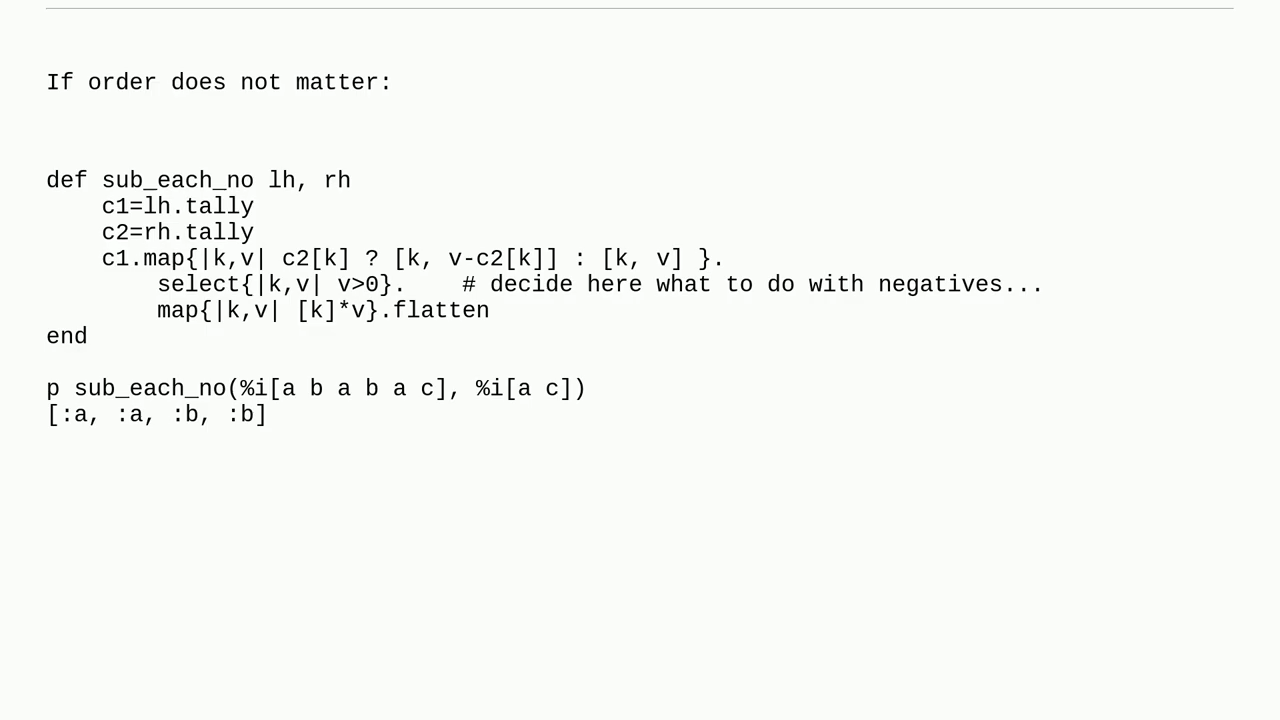 If order does not matter:
def sub_each_no lh, rh
    c1=lh.tally
    c2=rh.tally
    c1.map{|k,v| c2[k] ? [k, v-c2[k]] : [k, v] }.
        select{|k,v| v>0}.    # decide here what to do with negatives...
        map{|k,v| [k]*v}.flatten
end
p sub_each_no(%i[a b a b a c], %i[a c])
[:a, :a, :b, :b]